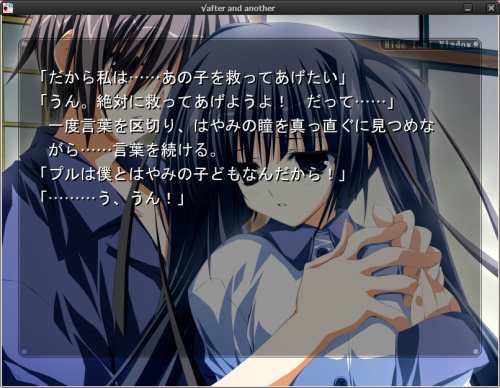 √after and another
Hide Text Window
「だから私は……あの子を救ってあげたい」
「うん。絶対に救ってあげようよ！　だって……」
　一度言葉を区切り、はやみの瞳を真っ直ぐに見つめな
がら……言葉を続ける。
「プルは僕とはやみの子どもなんだから！」
「………う、うん！」